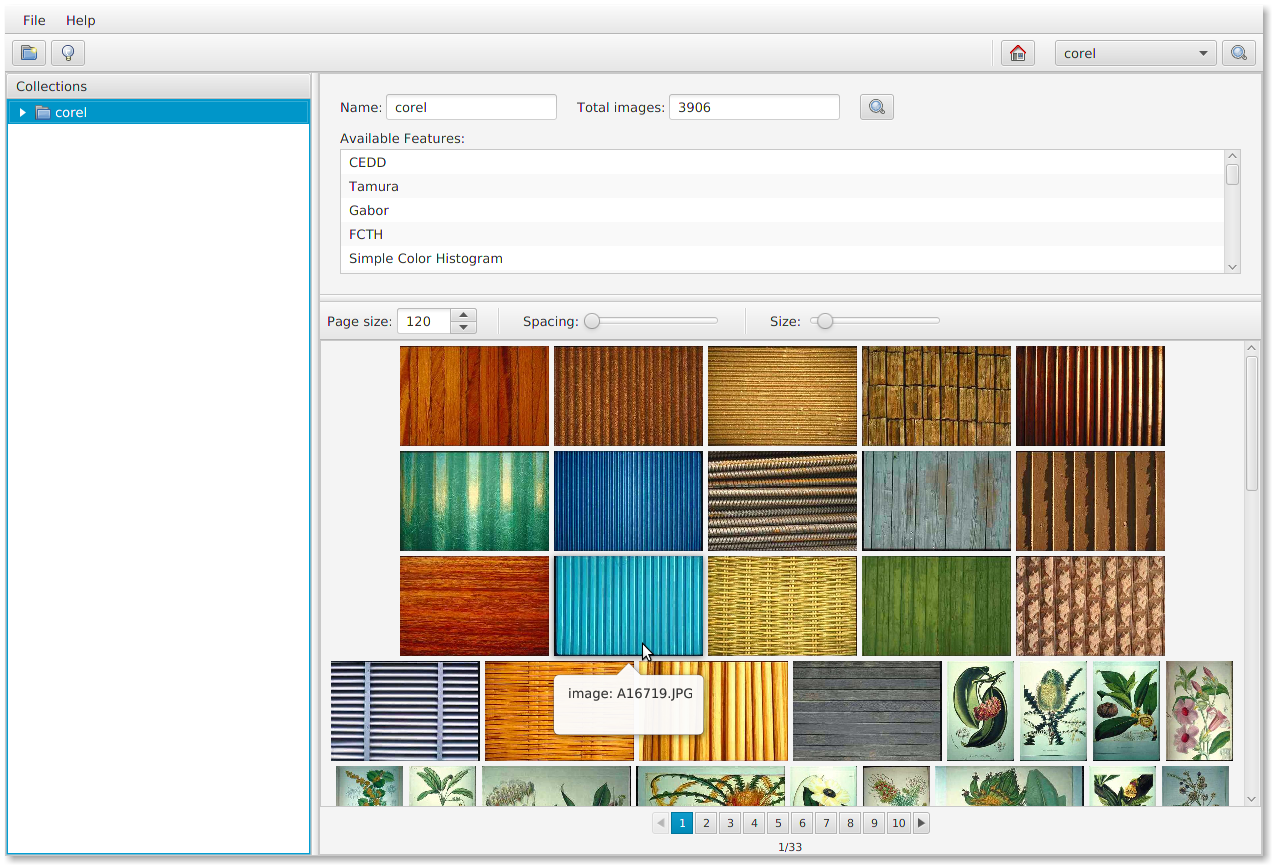 File Help
corel
Collections
corel
Name: corel Total images: 3906
Available Features:
CEDD
Tamura
Gabor
FCTH
Simple Color Histogram
Page size: 120 Spacing: Size:
image: A16719.JPG
1 2 3 4 5 6 7 8 9 10
1/33